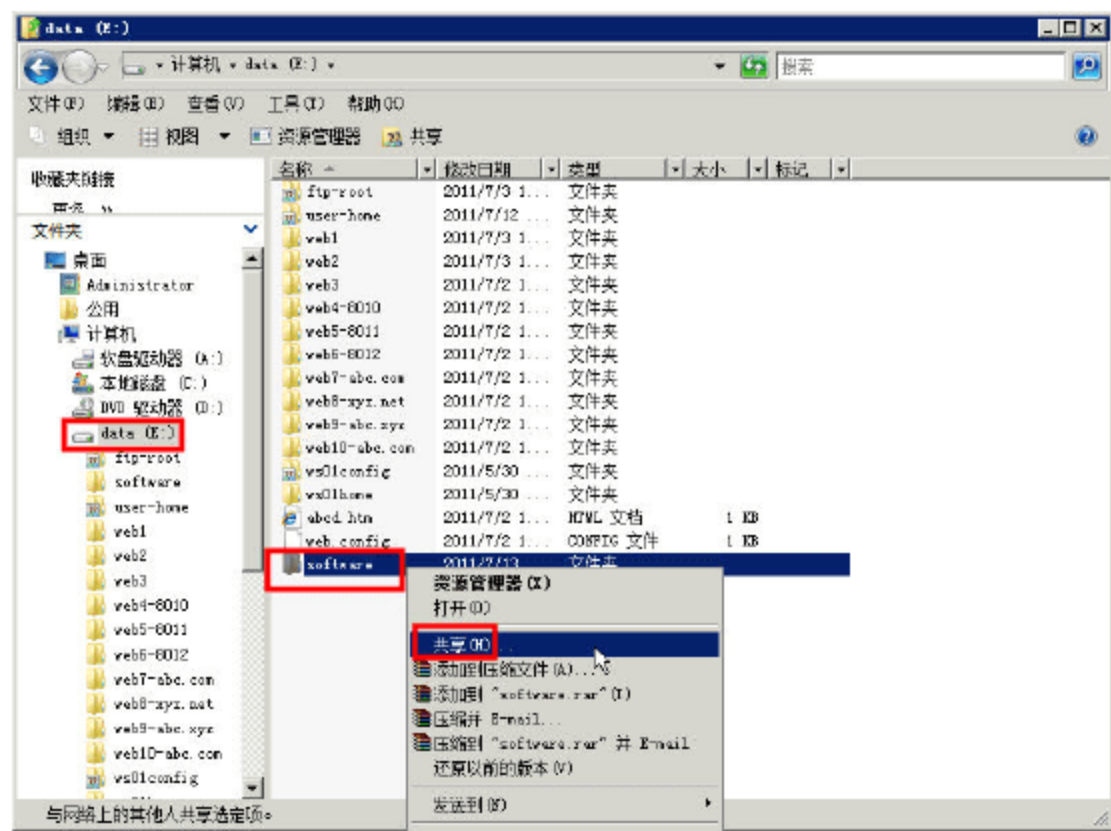 data (E:)
计算机 data (E:)
搜索
文件(F) 编辑(E) 查看(V) 工具(T) 帮助(H)
组织 视图 资源管理器 共享
收藏夹链接
更多 »
文件夹
桌面
Administrator
公用
计算机
软盘驱动器 (A:)
本地磁盘 (C:)
DVD 驱动器 (D:)
data (E:)
ftp-root
software
user-home
web1
web2
web3
web4-8010
web5-8011
web6-8012
web7-abc.com
web8-xyz.net
web9-abc.xyz
web10-abc.com
vs01config
名称 修改日期 类型 大小 标记
ftp-root 2011/7/3 1... 文件夹
user-home 2011/7/12 ... 文件夹
web1 2011/7/3 1... 文件夹
web2 2011/7/3 1... 文件夹
web3 2011/7/2 1... 文件夹
web4-8010 2011/7/2 1... 文件夹
web5-8011 2011/7/2 1... 文件夹
web6-8012 2011/7/2 1... 文件夹
web7-abc.com 2011/7/2 1... 文件夹
web8-xyz.net 2011/7/2 1... 文件夹
web9-abc.xyz 2011/7/2 1... 文件夹
web10-abc.com 2011/7/2 1... 文件夹
vs01config 2011/5/30 ... 文件夹
vs01home 2011/5/30 ... 文件夹
abcd.htm 2011/7/2 1... HTML 文档 1 KB
web.config 2011/7/2 1... CONFIG 文件 1 KB
software 2011/7/13 文件夹
资源管理器(X)
打开(O)
共享(H)...
添加到压缩文件(A)...
添加到 "software.rar"(T)
压缩并 E-mail...
压缩到 "software.rar" 并 E-mail
还原以前的版本(V)
发送到(N)
与网络上的其他人共享选定项。